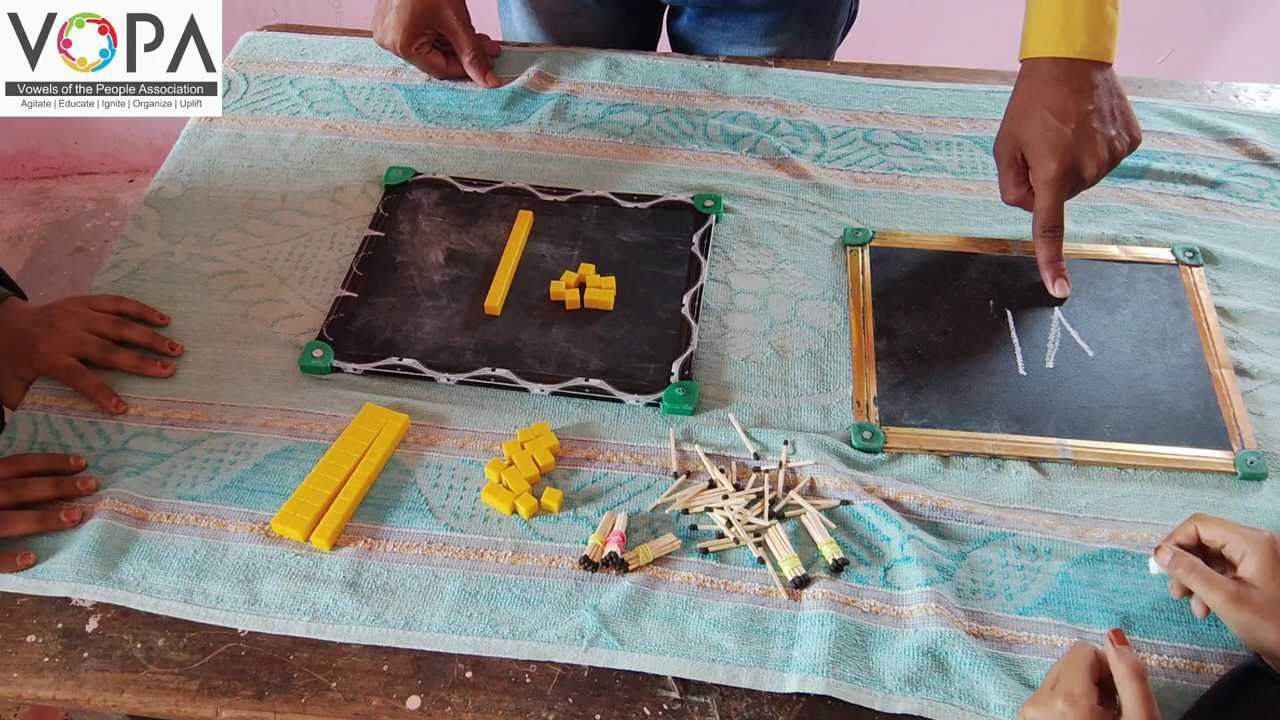 VOPA
Vowels of the People Association
Agitate | Educate | Ignite | Organize | Uplift